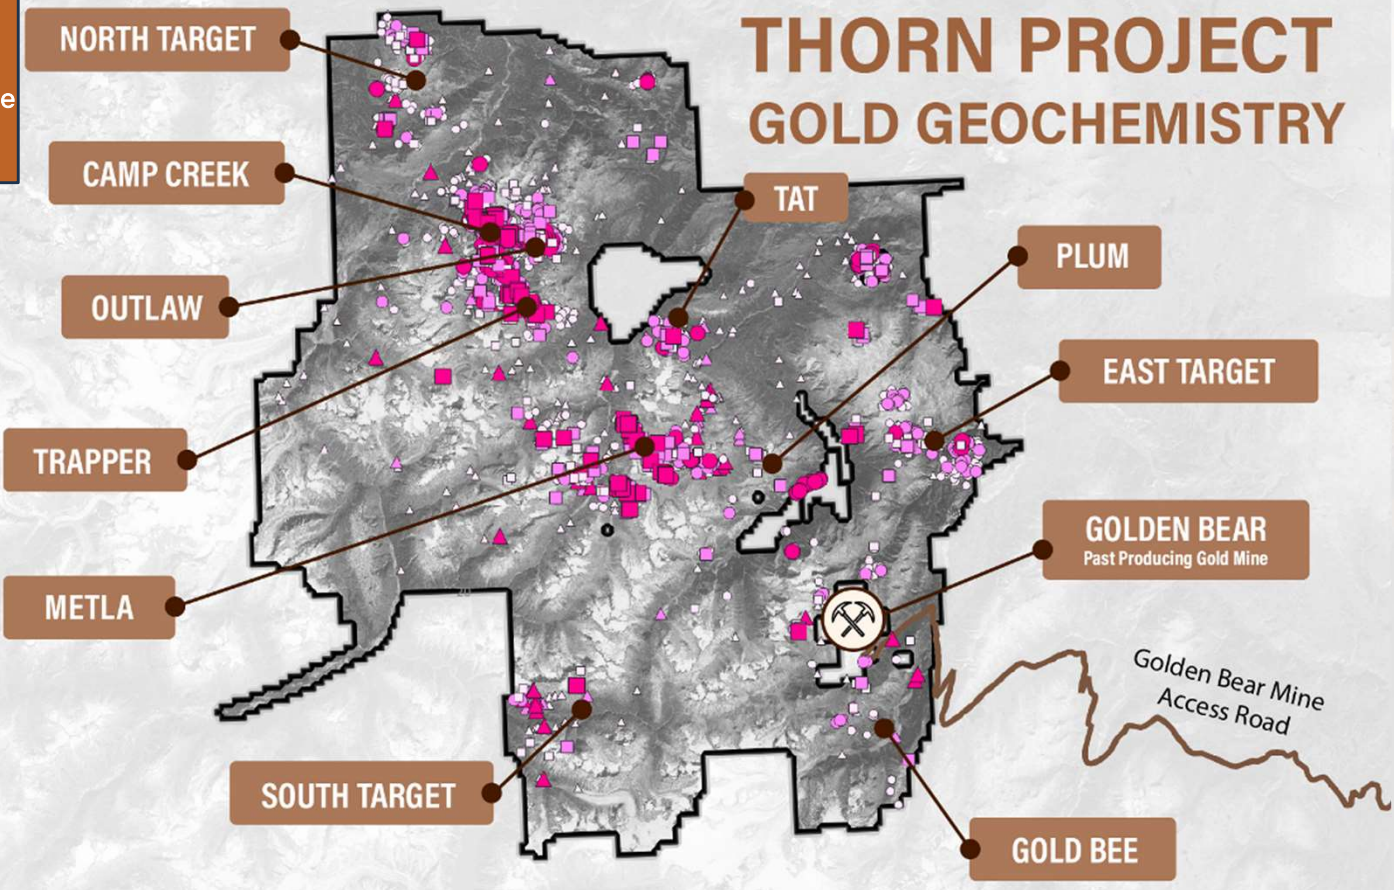 e
THORN PROJECT
GOLD GEOCHEMISTRY
NORTH TARGET
CAMP CREEK
TAT
PLUM
OUTLAW
EAST TARGET
TRAPPER
GOLDEN BEAR
Past Producing Gold Mine
METLA
Golden Bear Mine
Access Road
SOUTH TARGET
GOLD BEE